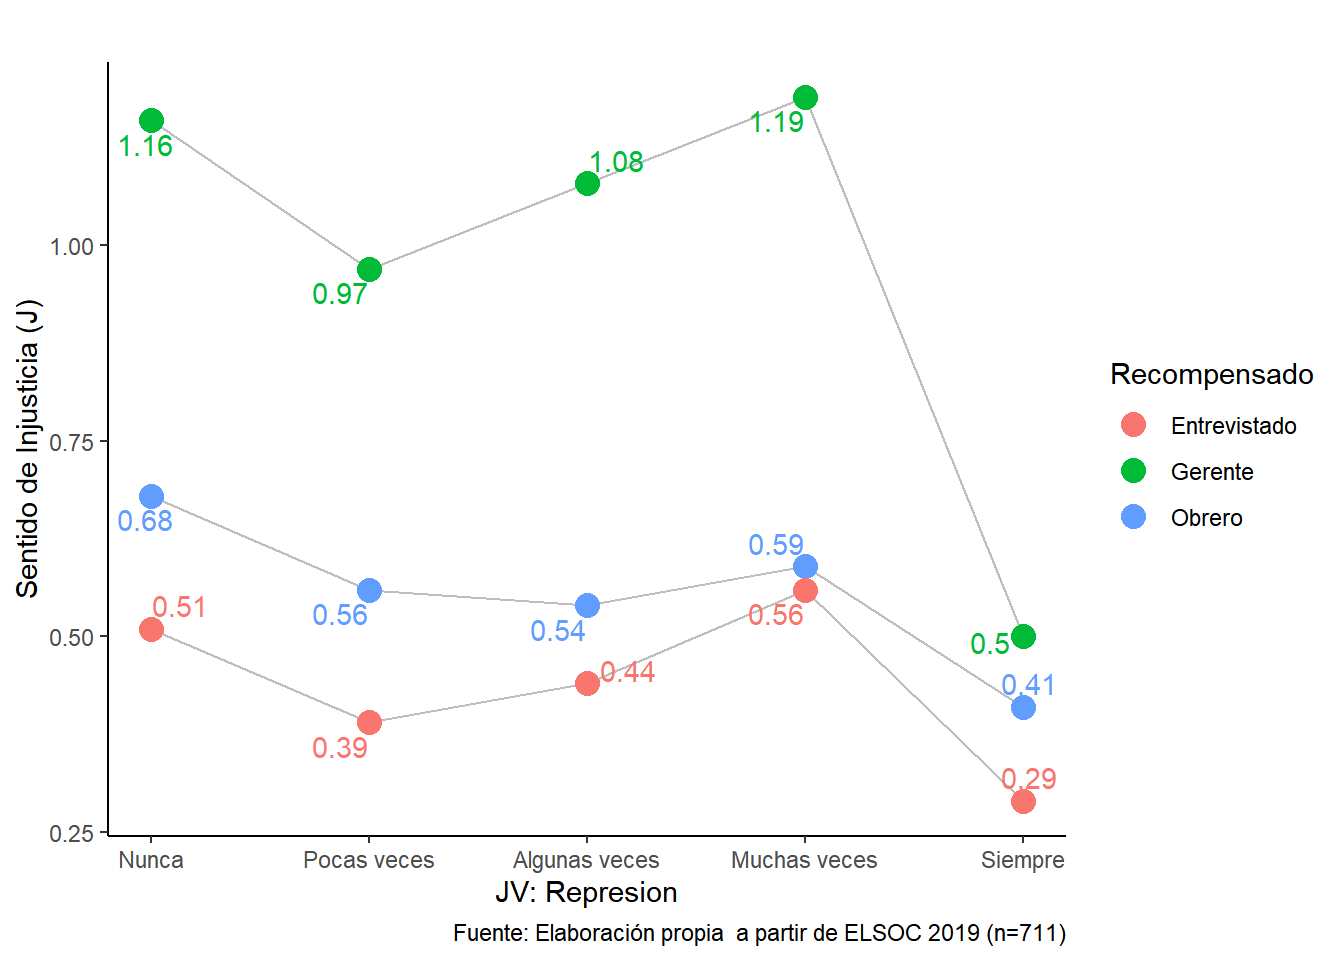 1.16
0.97
1.08
1.19
0.5
0.68
0.56
0.54
0.59
0.41
0.51
0.39
0.44
0.56
0.29
1.00
0.75
0.50
0.25
Sentido de Injusticia (J)
Nunca Pocas veces Algunas veces Muchas veces Siempre
JV: Represion
Fuente: Elaboración propia  a partir de ELSOC 2019 (n=711)
Recompensado
Entrevistado
Gerente
Obrero